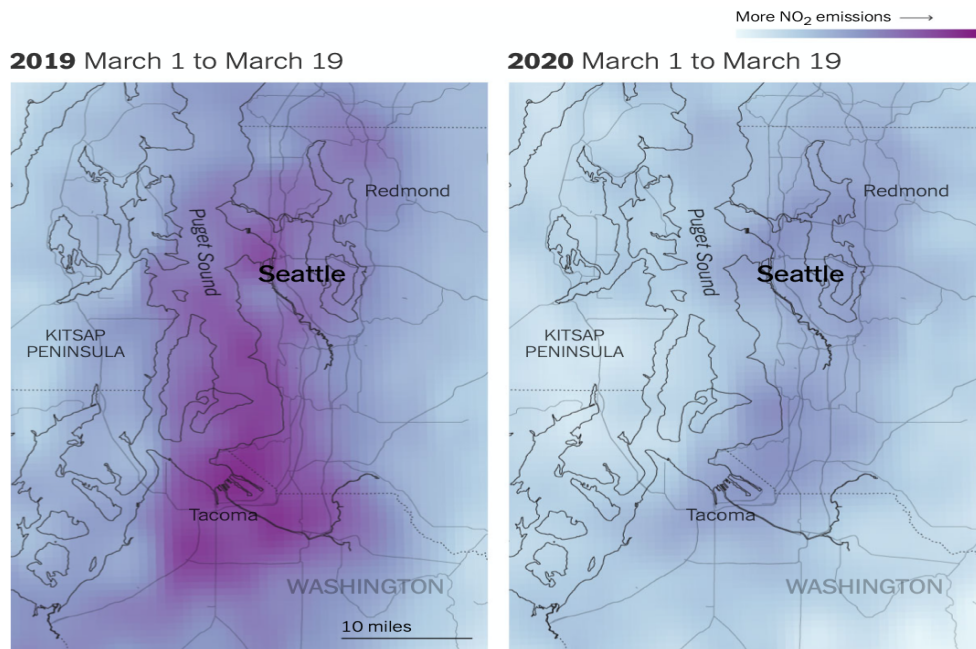 More NO2 emissions ⟶
2019 March 1 to March 19
2020 March 1 to March 19
Redmond
Puget Sound
Seattle
KITSAP
PENINSULA
Tacoma
WASHINGTON
10 miles
Redmond
Puget Sound
Seattle
KITSAP
PENINSULA
Tacoma
WASHINGTON